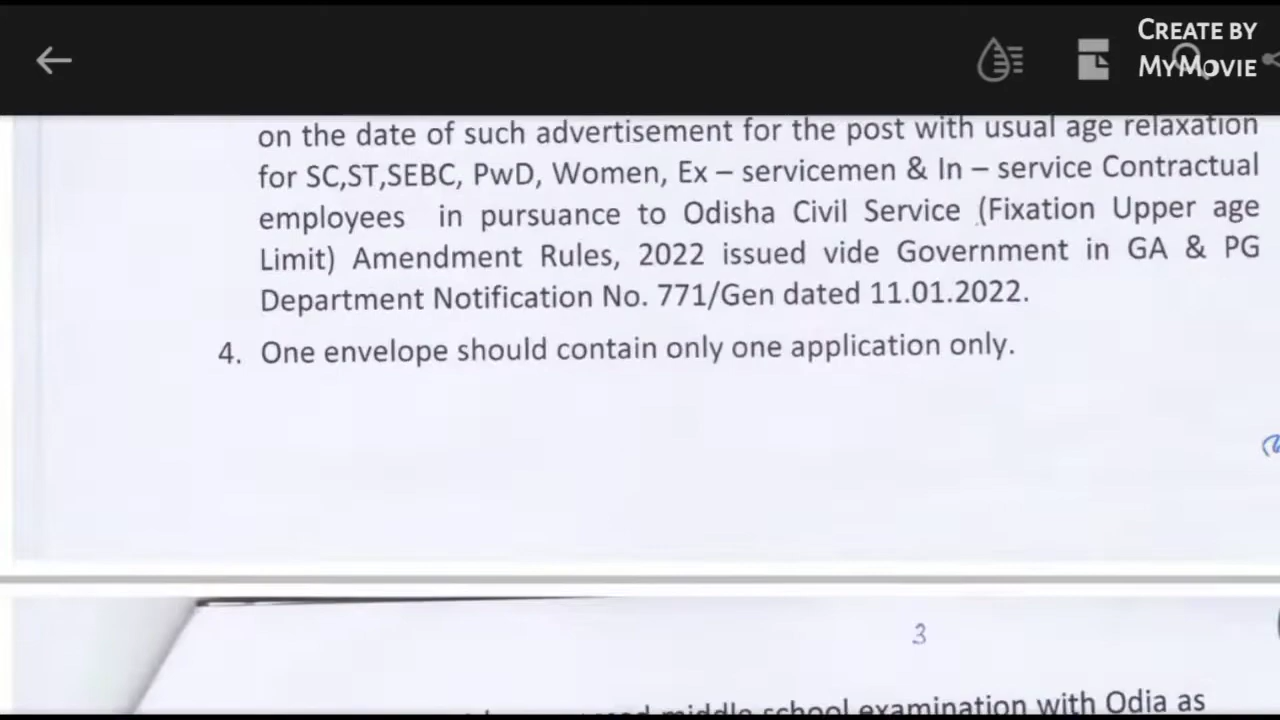 CREATE BY
MYMOVIE
on the date of such advertisement for the post with usual age relaxation
for SC,ST,SEBC, PwD, Women, Ex – servicemen & In – service Contractual
employees in pursuance to Odisha Civil Service (Fixation Upper age
Limit) Amendment Rules, 2022 issued vide Government in GA & PG
Department Notification No. 771/Gen dated 11.01.2022.
4. One envelope should contain only one application only.
3
middle school examination with Odia as